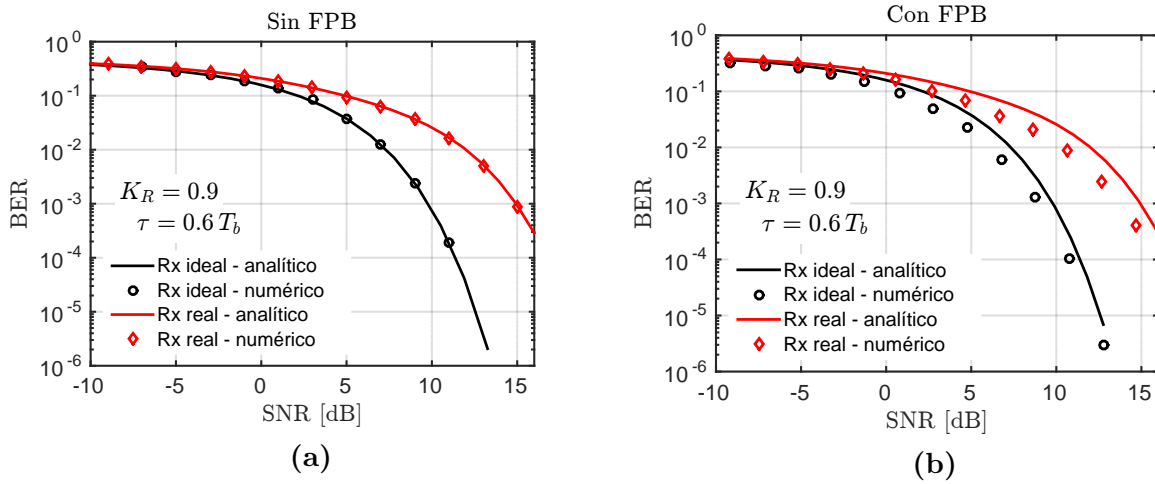 Sin FPB
10^0
10^-1
10^-2
10^-3
10^-4
10^-5
10^-6
BER
K_R = 0.9
τ = 0.6 T_b
Rx ideal - analítico
Rx ideal - numérico
Rx real - analítico
Rx real - numérico
-10 -5 0 5 10 15
SNR [dB]
(a)
Con FPB
10^0
10^-1
10^-2
10^-3
10^-4
10^-5
10^-6
BER
K_R = 0.9
τ = 0.6 T_b
Rx ideal - analítico
Rx ideal - numérico
Rx real - analítico
Rx real - numérico
-10 -5 0 5 10 15
SNR [dB]
(b)